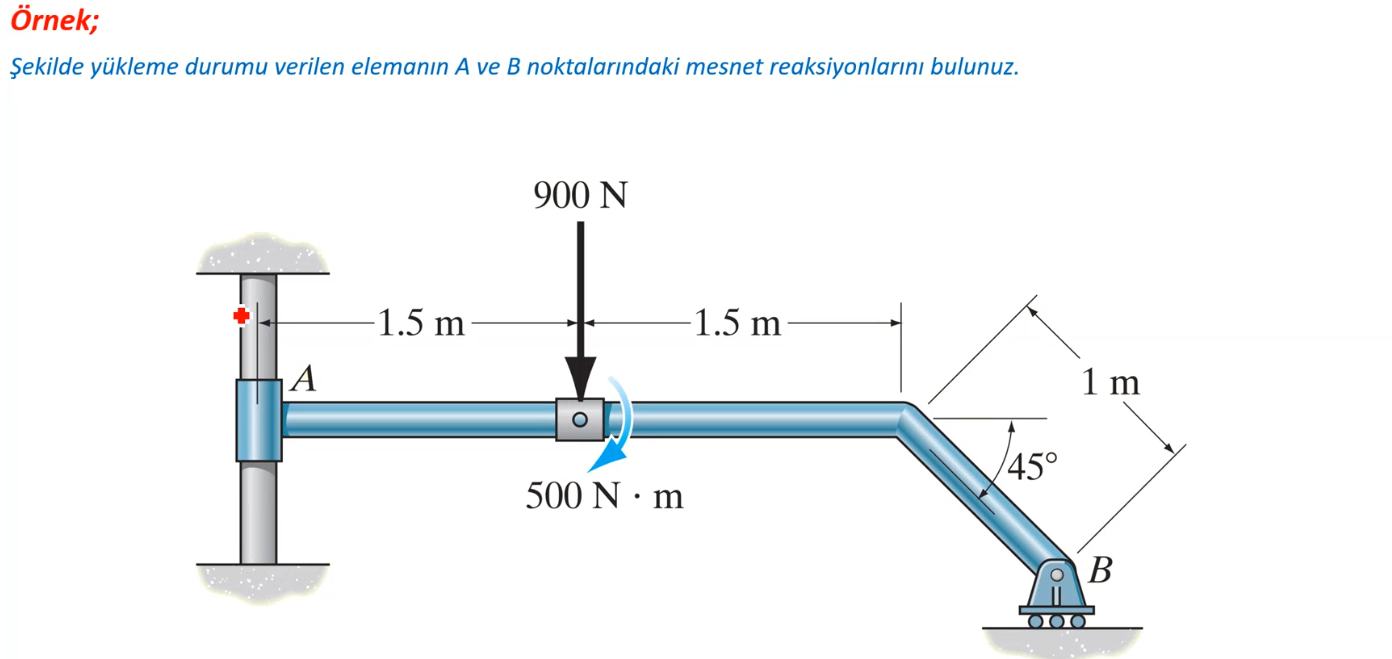 Örnek;
Şekilde yükleme durumu verilen elemanın A ve B noktalarındaki mesnet reaksiyonlarını bulunuz.
900 N
1.5 m
1.5 m
A
1 m
45°
500 N · m
B